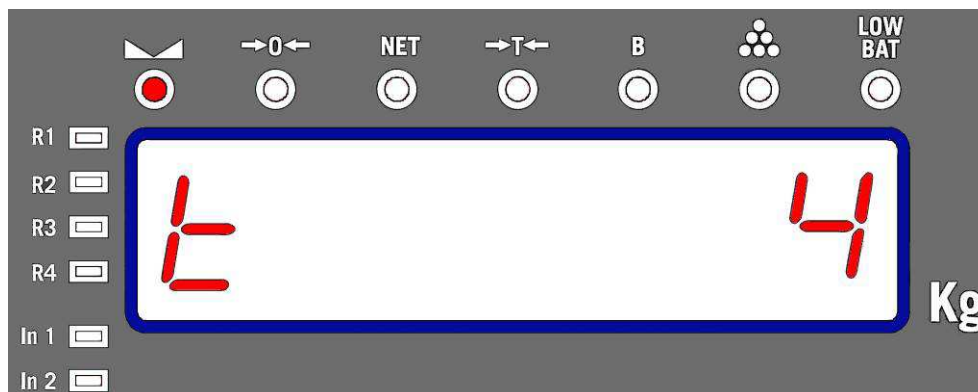 →0← NET →T← B LOW BAT
R1
R2
R3
R4
t 4
Kg
In 1
In 2